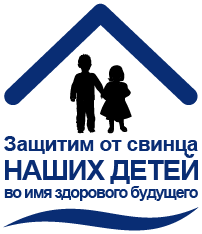 Защитим от свинца
НАШИХ ДЕТЕЙ
во имя здорового будущего